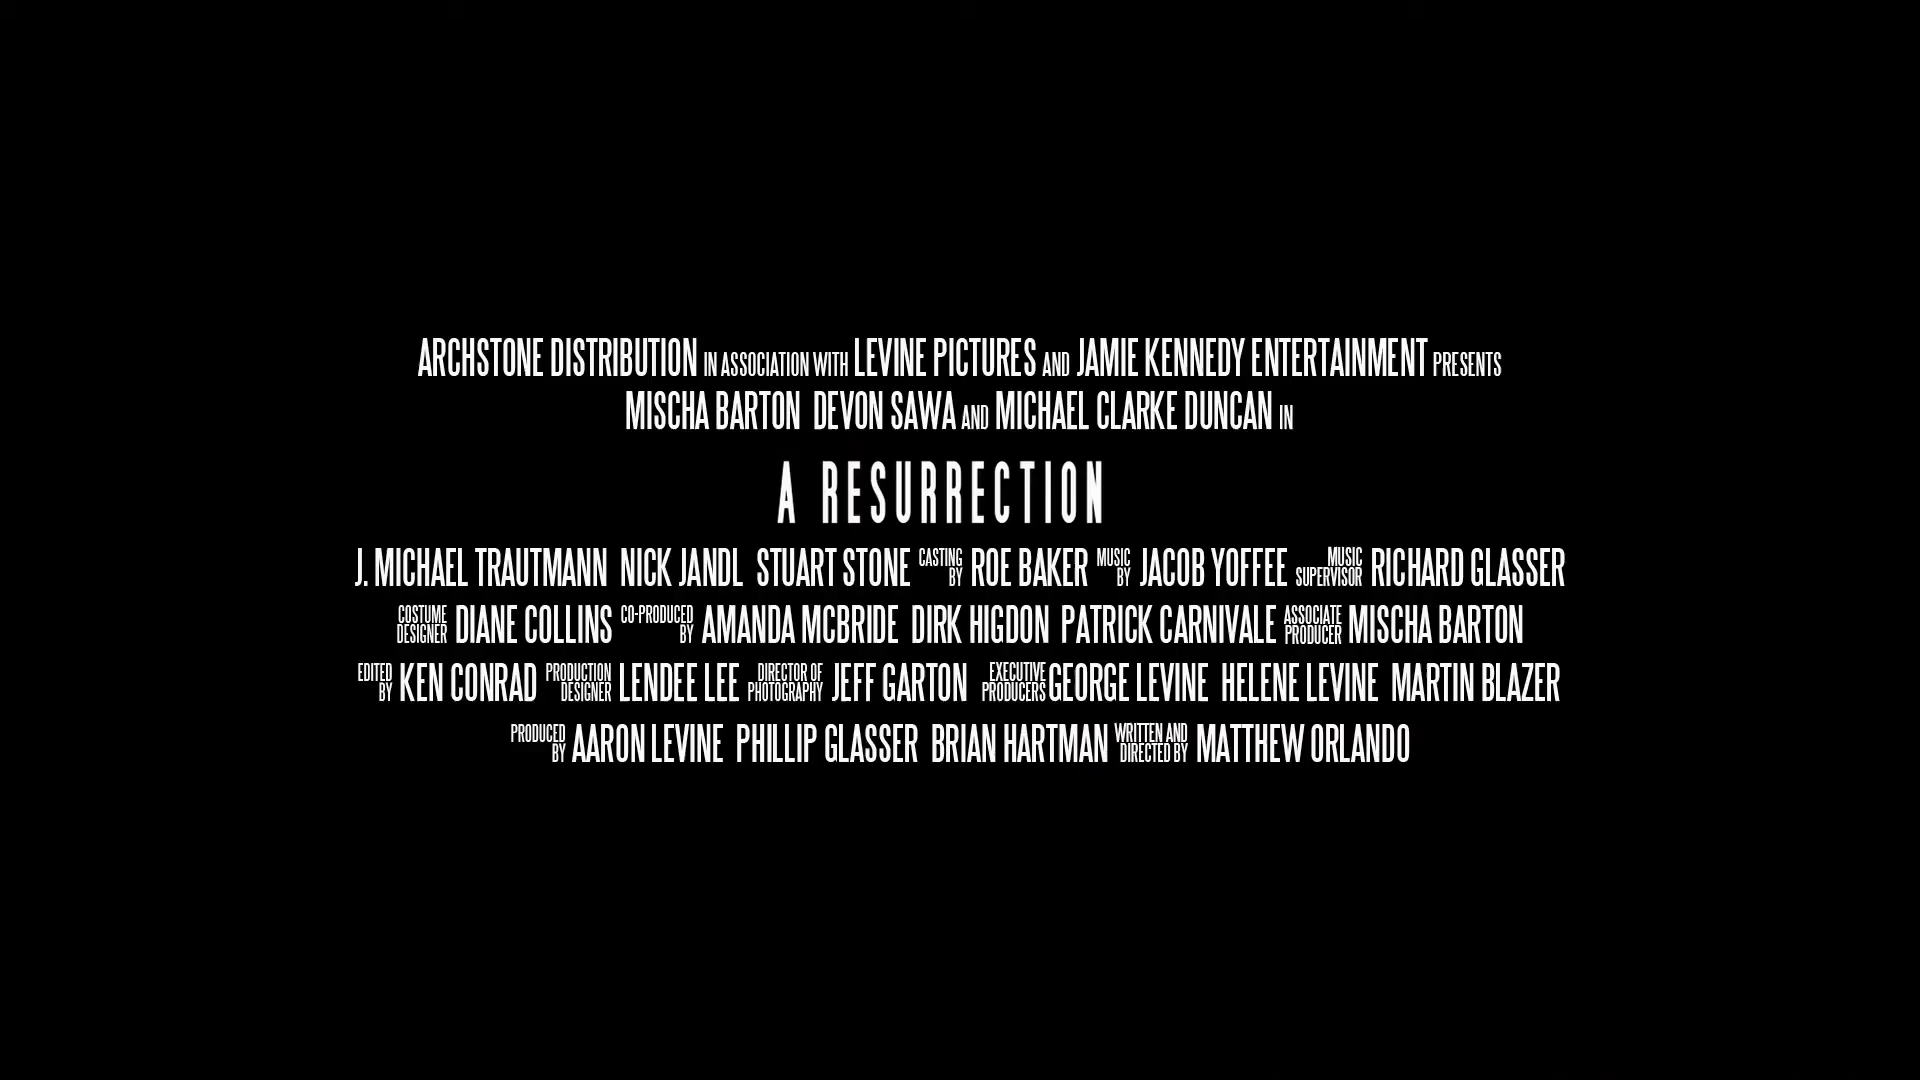 ARCHSTONE DISTRIBUTION IN ASSOCIATION WITH LEVINE PICTURES AND JAMIE KENNEDY ENTERTAINMENT PRESENTS
MISCHA BARTON DEVON SAWA AND MICHAEL CLARKE DUNCAN IN
A RESURRECTION
J. MICHAEL TRAUTMANN NICK JANDL STUART STONE CASTING BY ROE BAKER MUSIC BY JACOB YOFFEE MUSIC SUPERVISOR RICHARD GLASSER
COSTUME DESIGNER DIANE COLLINS CO-PRODUCED BY AMANDA MCBRIDE DIRK HIGDON PATRICK CARNIVALE ASSOCIATE PRODUCER MISCHA BARTON
EDITED BY KEN CONRAD PRODUCTION DESIGNER LENDEE LEE DIRECTOR OF PHOTOGRAPHY JEFF GARTON EXECUTIVE PRODUCERS GEORGE LEVINE HELENE LEVINE MARTIN BLAZER
PRODUCED BY AARON LEVINE PHILLIP GLASSER BRIAN HARTMAN WRITTEN AND DIRECTED BY MATTHEW ORLANDO